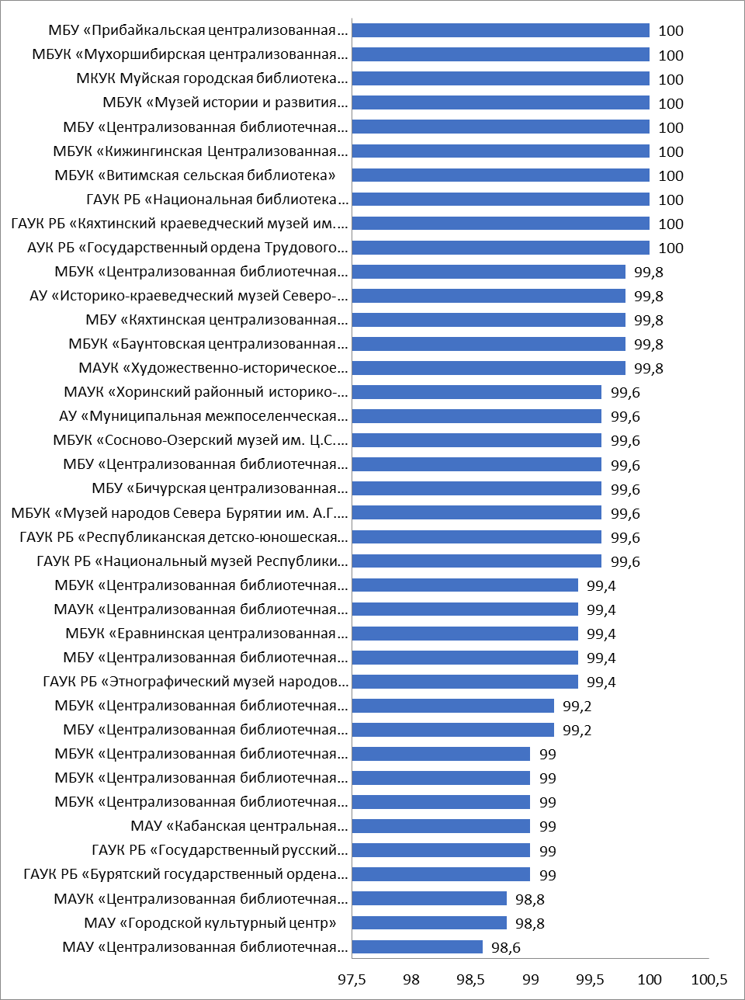 МБУ «Прибайкальская централизованная... 100
МБУК «Мухоршибирская централизованная... 100
МКУК Муйская городская библиотека... 100
МБУК «Музей истории и развития... 100
МБУ «Централизованная библиотечная... 100
МБУК «Кижингинская Централизованная... 100
МБУК «Витимская сельская библиотека» 100
ГАУК РБ «Национальная библиотека... 100
ГАУК РБ «Кяхтинский краеведческий музей им.... 100
АУК РБ «Государственный ордена Трудового... 100
МБУК «Централизованная библиотечная... 99,8
АУ «Историко-краеведческий музей Северо-... 99,8
МБУ «Кяхтинская централизованная... 99,8
МБУК «Баунтовская централизованная... 99,8
МАУК «Художественно-историческое... 99,8
МАУК «Хоринский районный историко-... 99,6
АУ «Муниципальная межпоселенческая... 99,6
МБУК «Сосново-Озерский музей им. Ц.С.... 99,6
МБУ «Централизованная библиотечная... 99,6
МБУ «Бичурская централизованная... 99,6
МБУК «Музей народов Севера Бурятии им. А.Г.... 99,6
ГАУК РБ «Республиканская детско-юношеская... 99,6
ГАУК РБ «Национальный музей Республики... 99,6
МБУК «Централизованная библиотечная... 99,4
МАУК «Централизованная библиотечная... 99,4
МБУК «Еравнинская централизованная... 99,4
МБУ «Централизованная библиотечная... 99,4
ГАУК РБ «Этнографический музей народов... 99,4
МБУК «Централизованная библиотечная... 99,2
МБУ «Централизованная библиотечная... 99,2
МБУК «Централизованная библиотечная... 99
МБУК «Централизованная библиотечная... 99
МБУК «Централизованная библиотечная... 99
МАУ «Кабанская центральная... 99
ГАУК РБ «Государственный русский... 99
ГАУК РБ «Бурятский государственный ордена... 99
МАУК «Централизованная библиотечная... 98,8
МАУ «Городской культурный центр» 98,8
МАУ «Централизованная библиотечная... 98,6
97,5 98 98,5 99 99,5 100 100,5